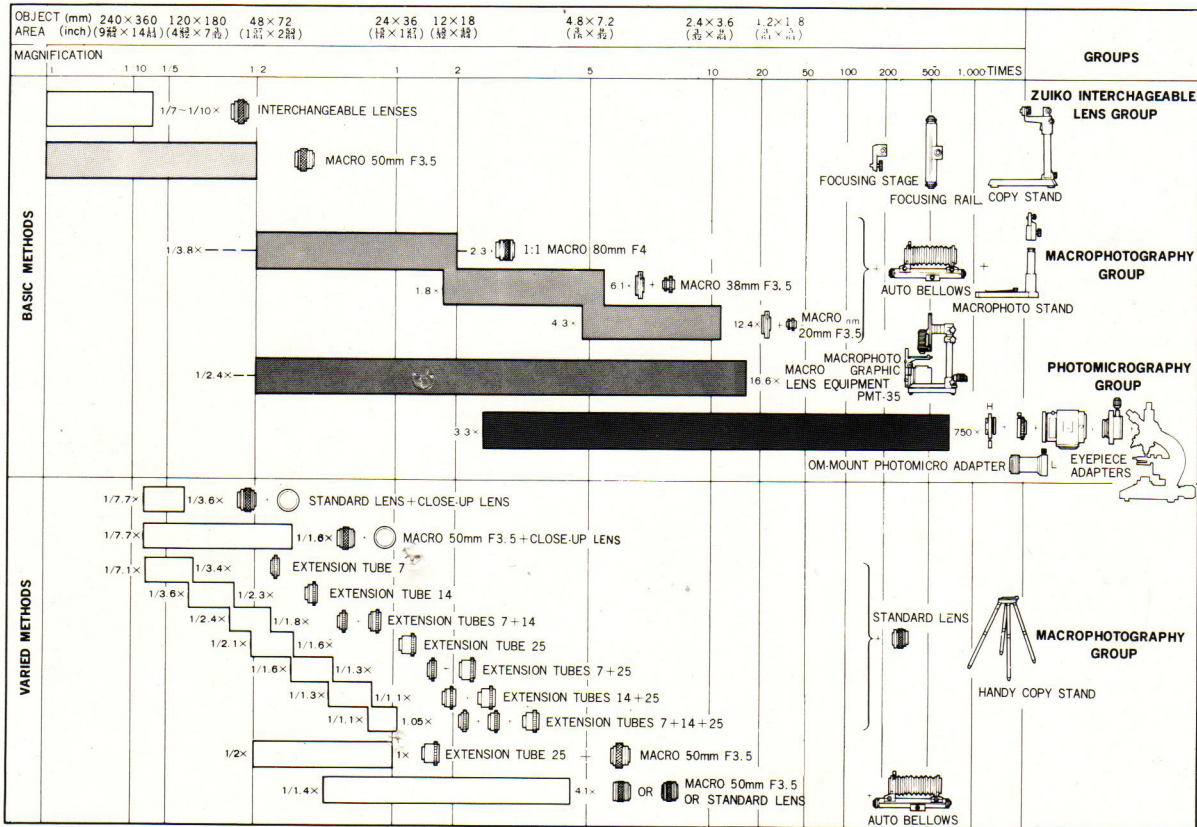 OBJECT (mm) 240×360 120×180 48×72 24×36 12×18 4.8×7.2 2.4×3.6 1.2×1.8
AREA (inch)
MAGNIFICATION
1 1 10 1/5 1 2 1 2 5 10 20 50 100 200 500 1,000 TIMES
GROUPS
BASIC METHODS
1/7~1/10× INTERCHANGEABLE LENSES
ZUIKO INTERCHAGEABLE
LENS GROUP
MACRO 50mm F3.5
FOCUSING STAGE
FOCUSING RAIL COPY STAND
1/3.8× 2.3 1:1 MACRO 80mm F4
MACROPHOTOGRAPHY
GROUP
1.8× 6.1× + MACRO 38mm F3.5
AUTO BELLOWS
MACROPHOTO STAND
4.3× 12.4× + MACRO
20mm F3.5
1/2.4× 16.6×
MACROPHOTO
MACRO GRAPHIC
LENS EQUIPMENT
PMT-35
PHOTOMICROGRAPHY
GROUP
3.3× 750× H
OM-MOUNT PHOTOMICRO ADAPTER L
EYEPIECE
ADAPTERS
VARIED METHODS
1/7.7× 1/3.6× STANDARD LENS+CLOSE-UP LENS
1/7.7× 1/1.6× MACRO 50mm F3.5+CLOSE-UP LENS
1/7.1× 1/3.4× EXTENSION TUBE 7
1/3.6× 1/2.3× EXTENSION TUBE 14
1/2.4× 1/1.8× EXTENSION TUBES 7+14
1/2.1× 1/1.6× EXTENSION TUBE 25
1/1.6× 1/1.3× EXTENSION TUBES 7+25
1/1.3× 1/1.1× EXTENSION TUBES 14+25
1/1.1× 1.05× EXTENSION TUBES 7+14+25
STANDARD LENS
MACROPHOTOGRAPHY
GROUP
HANDY COPY STAND
1/2× 1× EXTENSION TUBE 25 + MACRO 50mm F3.5
1/1.4× 4.1× OR MACRO 50mm F3.5
OR STANDARD LENS
AUTO BELLOWS